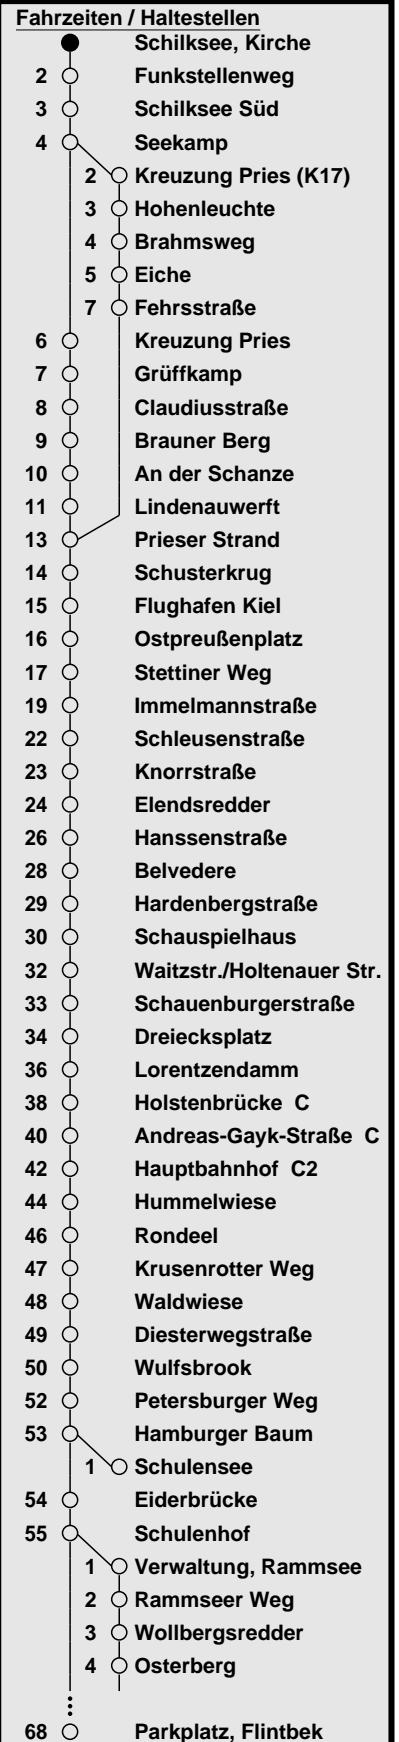 Fahrzeiten / Haltestellen
Schilksee, Kirche
2 Funkstellenweg
3 Schilksee Süd
4 Seekamp
2 Kreuzung Pries (K17)
3 Hohenleuchte
4 Brahmsweg
5 Eiche
7 Fehrsstraße
6 Kreuzung Pries
7 Grüffkamp
8 Claudiusstraße
9 Brauner Berg
10 An der Schanze
11 Lindenauwerft
13 Prieser Strand
14 Schusterkrug
15 Flughafen Kiel
16 Ostpreußenplatz
17 Stettiner Weg
19 Immelmannstraße
22 Schleusenstraße
23 Knorrstraße
24 Elendsredder
26 Hanssenstraße
28 Belvedere
29 Hardenbergstraße
30 Schauspielhaus
32 Waitzstr./Holtenauer Str.
33 Schauenburgerstraße
34 Dreiecksplatz
36 Lorentzendamm
38 Holstenbrücke C
40 Andreas-Gayk-Straße C
42 Hauptbahnhof C2
44 Hummelwiese
46 Rondeel
47 Krusenrotter Weg
48 Waldwiese
49 Diesterwegstraße
50 Wulfsbrook
52 Petersburger Weg
53 Hamburger Baum
1 Schulensee
54 Eiderbrücke
55 Schulenhof
1 Verwaltung, Rammsee
2 Rammseer Weg
3 Wollbergsredder
4 Osterberg
68 Parkplatz, Flintbek